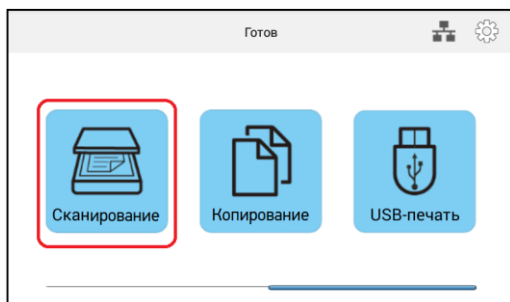 Готов
Сканирование
Копирование
USB-печать